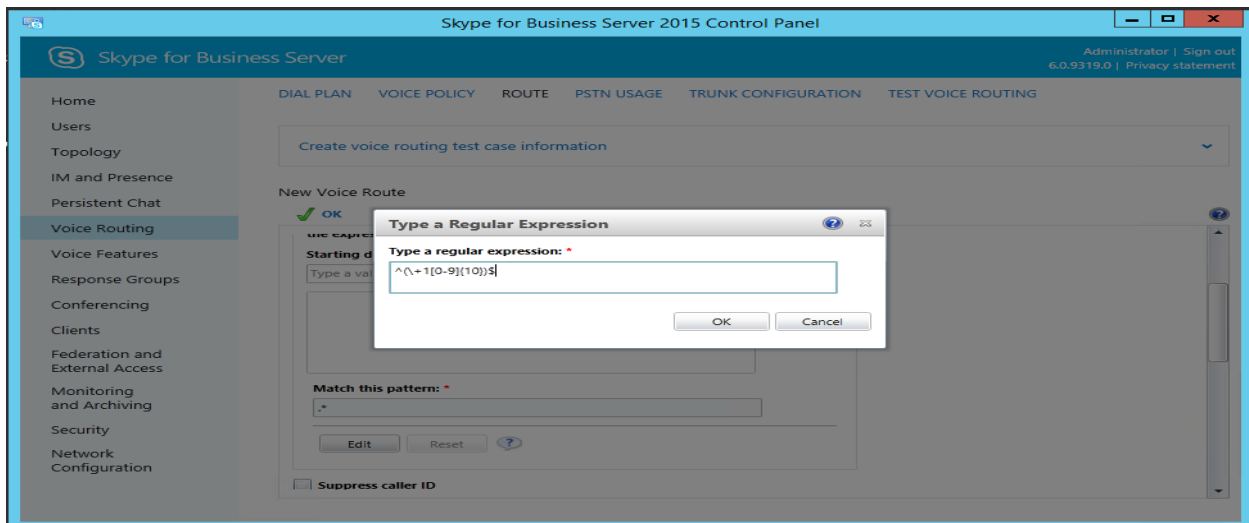 Skype for Business Server 2015 Control Panel
Skype for Business Server
Administrator | Sign out
6.0.9319.0 | Privacy statement
Home
Users
Topology
IM and Presence
Persistent Chat
Voice Routing
Voice Features
Response Groups
Conferencing
Clients
Federation and
External Access
Monitoring
and Archiving
Security
Network
Configuration
DIAL PLAN VOICE POLICY ROUTE PSTN USAGE TRUNK CONFIGURATION TEST VOICE ROUTING
Create voice routing test case information
New Voice Route
OK
the expre
Starting d
Type a val
Type a Regular Expression
Type a regular expression: *
^(\+1[0-9]{10})$
OK Cancel
Match this pattern: *
.*
Edit Reset
Suppress caller ID